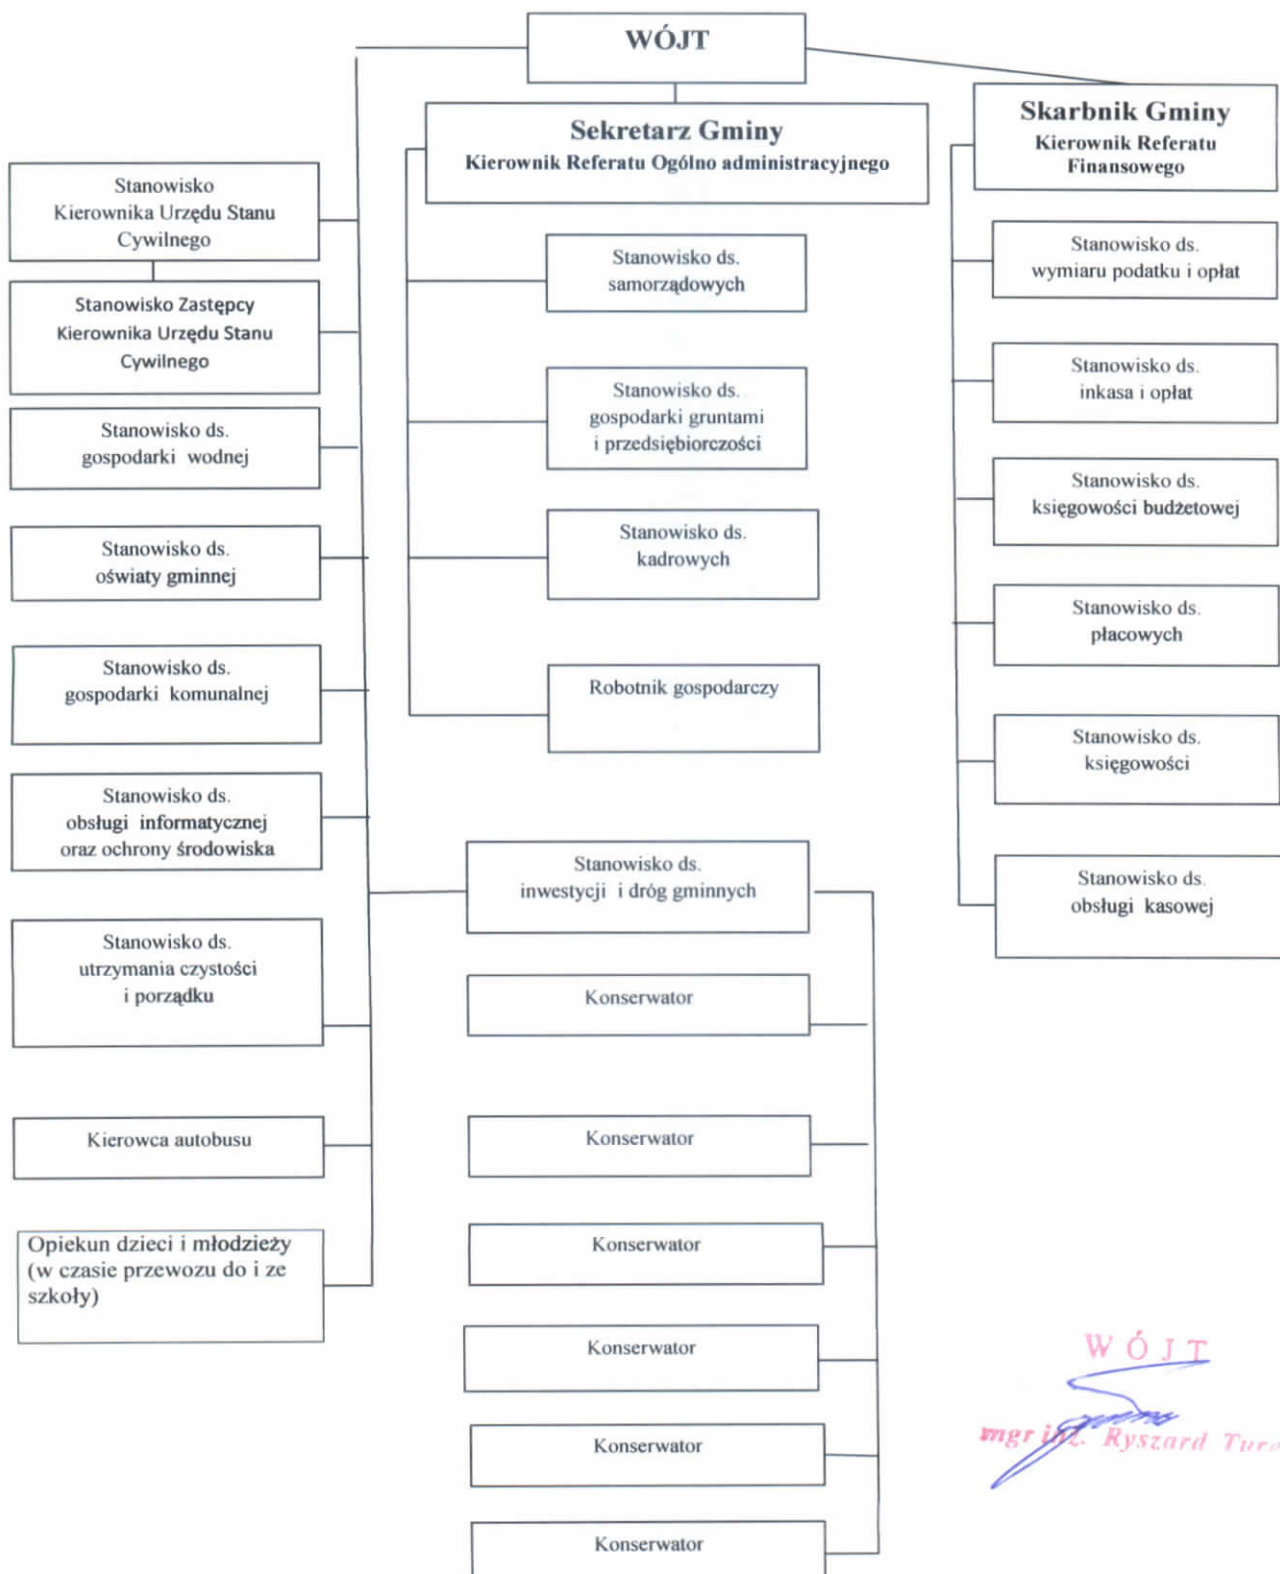 WÓJT
Sekretarz Gminy
Kierownik Referatu Ogólno administracyjnego
Skarbnik Gminy
Kierownik Referatu
Finansowego
Stanowisko
Kierownika Urzędu Stanu
Cywilnego
Stanowisko Zastępcy
Kierownika Urzędu Stanu
Cywilnego
Stanowisko ds.
gospodarki wodnej
Stanowisko ds.
oświaty gminnej
Stanowisko ds.
gospodarki komunalnej
Stanowisko ds.
obsługi informatycznej
oraz ochrony środowiska
Stanowisko ds.
utrzymania czystości
i porządku
Kierowca autobusu
Opiekun dzieci i młodzieży
(w czasie przewozu do i ze
szkoły)
Stanowisko ds.
samorządowych
Stanowisko ds.
gospodarki gruntami
i przedsiębiorczości
Stanowisko ds.
kadrowych
Robotnik gospodarczy
Stanowisko ds.
inwestycji i dróg gminnych
Konserwator
Konserwator
Konserwator
Konserwator
Konserwator
Konserwator
Stanowisko ds.
wymiaru podatku i opłat
Stanowisko ds.
inkasa i opłat
Stanowisko ds.
księgowości budżetowej
Stanowisko ds.
płacowych
Stanowisko ds.
księgowości
Stanowisko ds.
obsługi kasowej
WÓJT
mgr inż. Ryszard